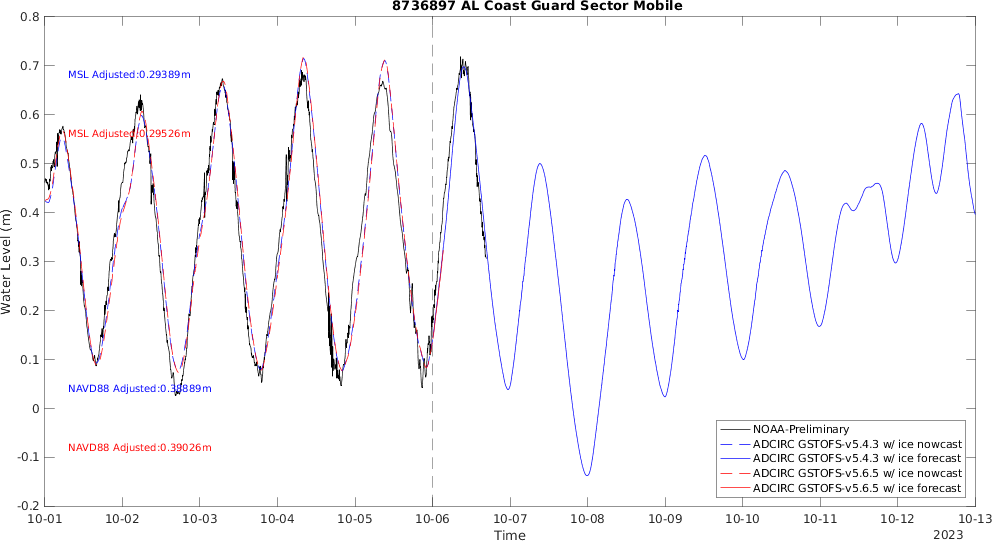 8736897 AL Coast Guard Sector Mobile
0.8
0.7
0.6
0.5
0.4
0.3
0.2
0.1
0
-0.1
-0.2
Water Level (m)
MSL Adjusted:0.29389m
MSL Adjusted:0.29526m
NAVD88 Adjusted:0.38889m
NAVD88 Adjusted:0.39026m
NOAA-Preliminary
ADCIRC GSTOFS-v5.4.3 w/ ice nowcast
ADCIRC GSTOFS-v5.4.3 w/ ice forecast
ADCIRC GSTOFS-v5.6.5 w/ ice nowcast
ADCIRC GSTOFS-v5.6.5 w/ ice forecast
10-01 10-02 10-03 10-04 10-05 10-06 10-07 10-08 10-09 10-10 10-11 10-12 10-13
Time
2023